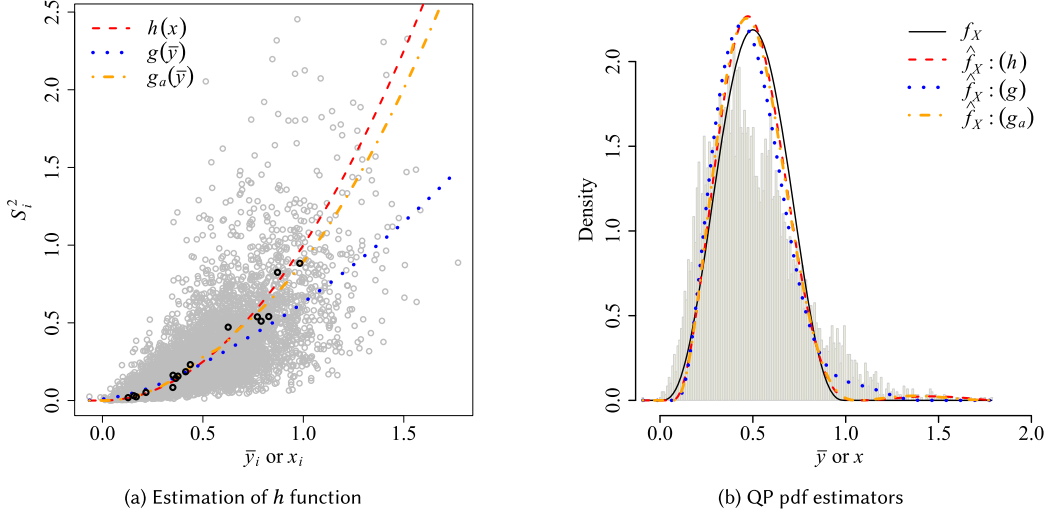 h(x)
g(ȳ)
gₐ(ȳ)
2.5
2.0
1.5
1.0
0.5
0.0
Sᵢ²
0.0 0.5 1.0 1.5
ȳᵢ or xᵢ
(a) Estimation of h function
f_X
f̂_X : (h)
f̂_X : (g)
f̂_X : (gₐ)
2.0
1.5
1.0
0.5
0.0
Density
0.0 0.5 1.0 1.5 2.0
ȳ or x
(b) QP pdf estimators